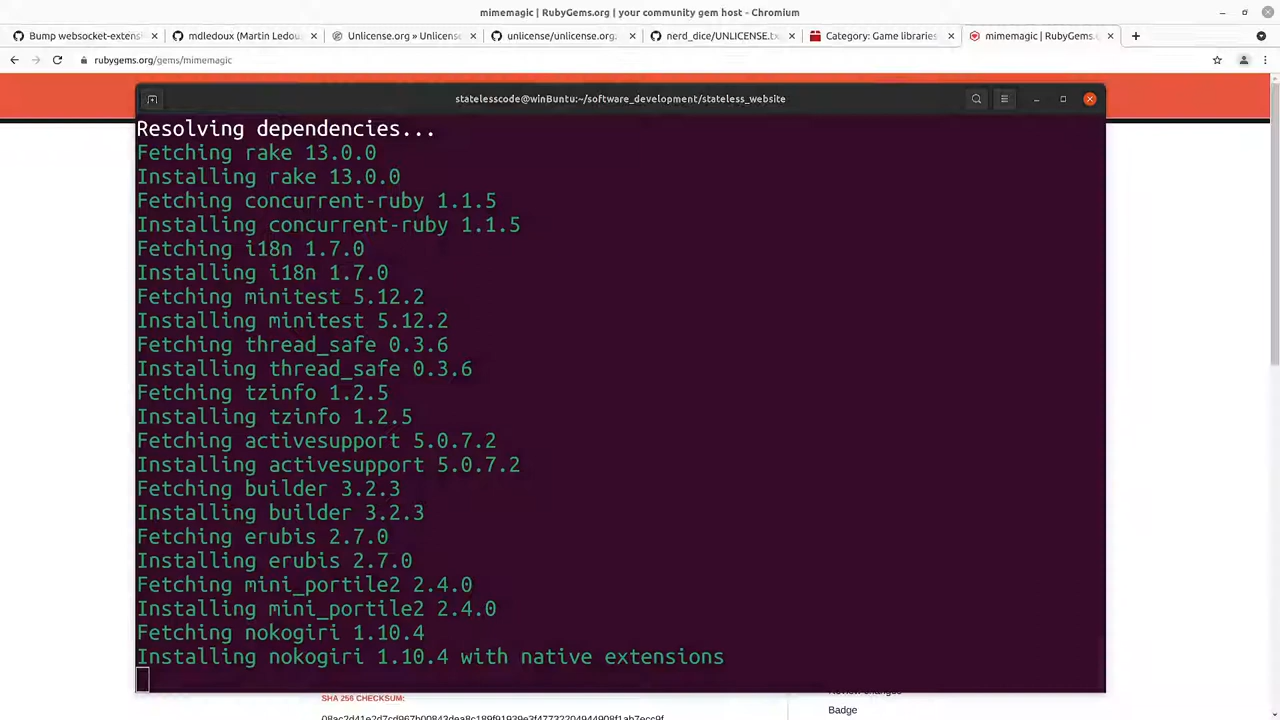 mimemagic | RubyGems.org | your community gem host - Chromium
Bump websocket-extens
mdledoux (Martin Ledou
Unlicense.org » Unlicense
unlicense/unlicense.org
nerd_dice/UNLICENSE.tx
Category: Game libraries
mimemagic | RubyGems.o
rubygems.org/gems/mimemagic
statelesscode@winBuntu:~/software_development/stateless_website
Resolving dependencies...
Fetching rake 13.0.0
Installing rake 13.0.0
Fetching concurrent-ruby 1.1.5
Installing concurrent-ruby 1.1.5
Fetching i18n 1.7.0
Installing i18n 1.7.0
Fetching minitest 5.12.2
Installing minitest 5.12.2
Fetching thread_safe 0.3.6
Installing thread_safe 0.3.6
Fetching tzinfo 1.2.5
Installing tzinfo 1.2.5
Fetching activesupport 5.0.7.2
Installing activesupport 5.0.7.2
Fetching builder 3.2.3
Installing builder 3.2.3
Fetching erubis 2.7.0
Installing erubis 2.7.0
Fetching mini_portile2 2.4.0
Installing mini_portile2 2.4.0
Fetching nokogiri 1.10.4
Installing nokogiri 1.10.4 with native extensions
SHA 256 CHECKSUM:
Review changes
Badge